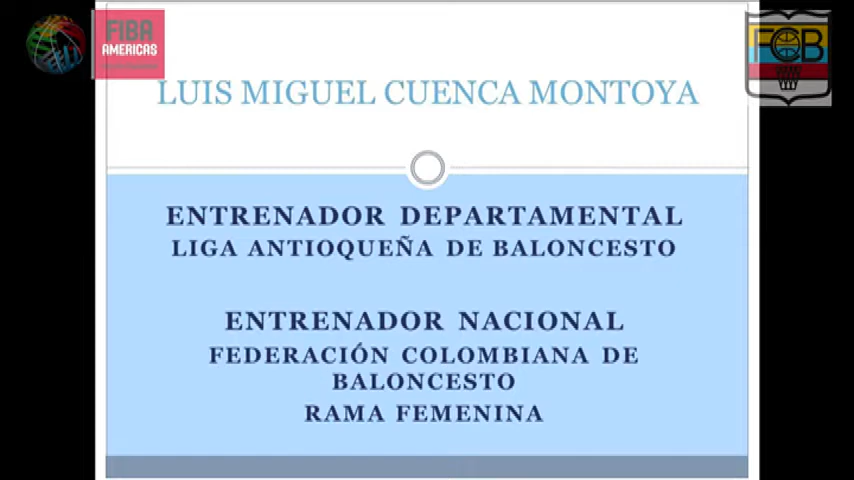 FIBA
AMERICAS
FCB
LUIS MIGUEL CUENCA MONTOYA
ENTRENADOR DEPARTAMENTAL
LIGA ANTIOQUEÑA DE BALONCESTO
ENTRENADOR NACIONAL
FEDERACIÓN COLOMBIANA DE
BALONCESTO
RAMA FEMENINA